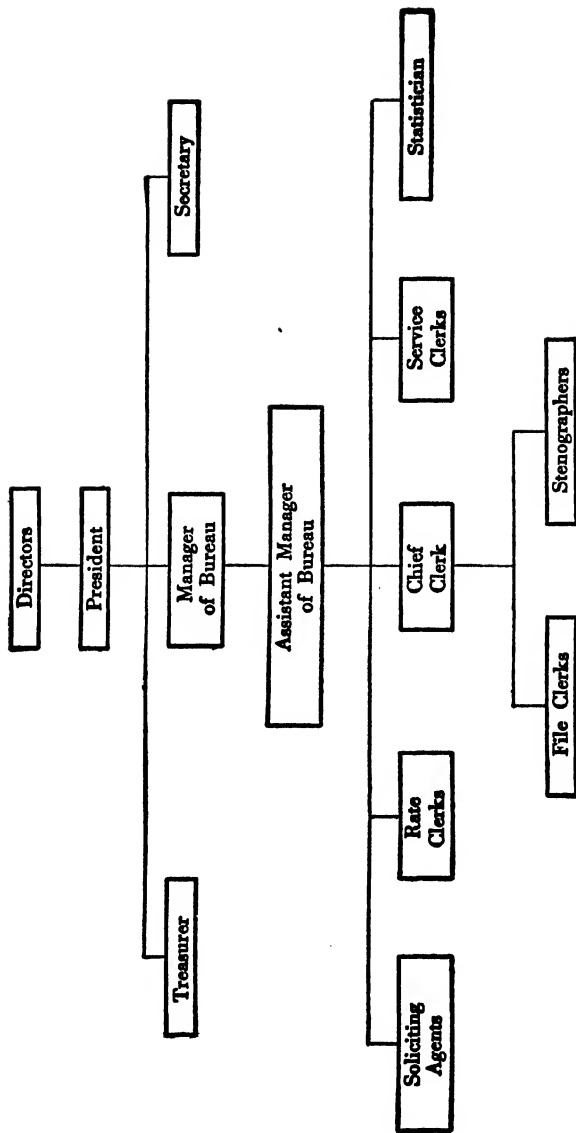 Directors
President
Treasurer
Manager
of Bureau
Secretary
Assistant Manager
of Bureau
Soliciting
Agents
Rate
Clerks
Chief
Clerk
Service
Clerks
Statistician
File Clerks
Stenographers